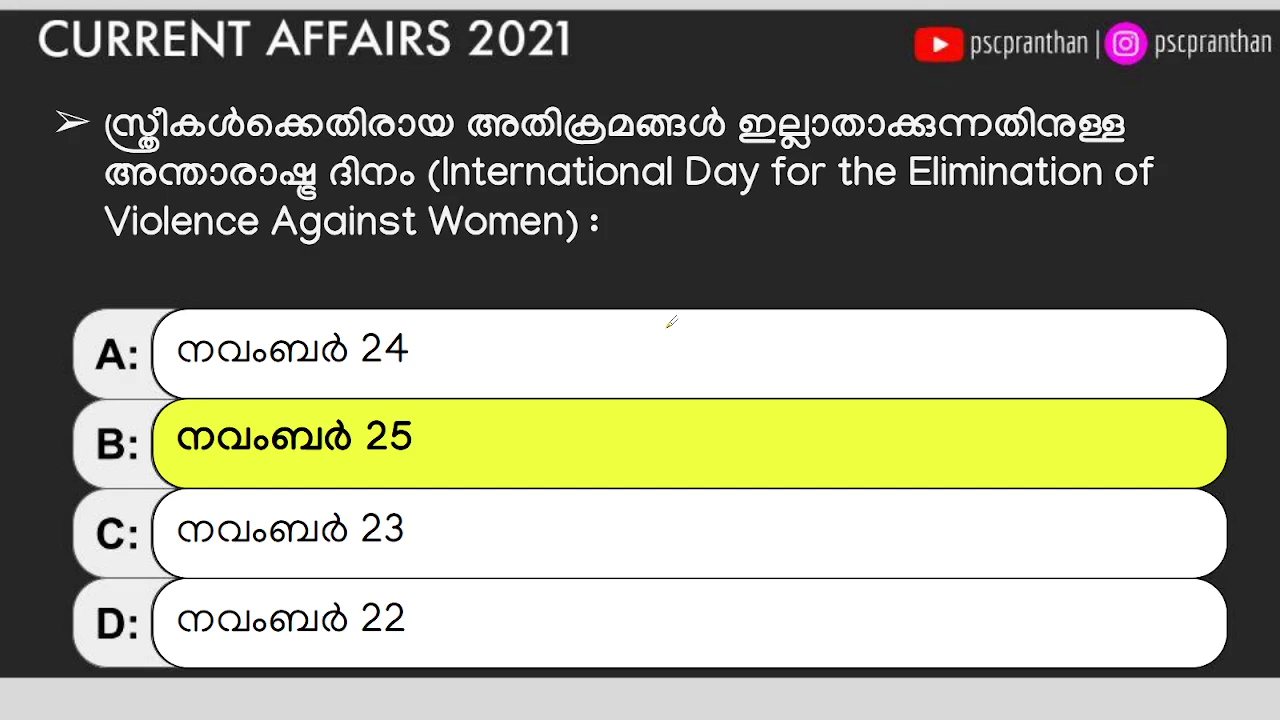 CURRENT AFFAIRS 2021
pscpranthan | pscpranthan
➢ സ്ത്രീകൾക്കെതിരായ അതിക്രമങ്ങൾ ഇല്ലാതാക്കുന്നതിനുള്ള
അന്താരാഷ്ട്ര ദിനം (International Day for the Elimination of
Violence Against Women) :
A: നവംബർ 24
B: നവംബർ 25
C: നവംബർ 23
D: നവംബർ 22